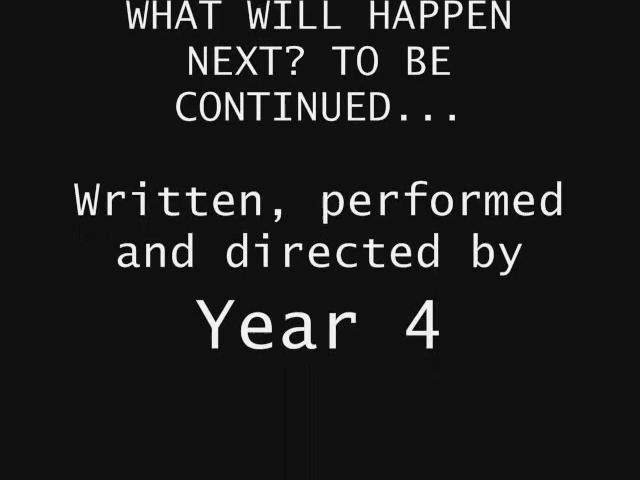 WHAT WILL HAPPEN
NEXT? TO BE
CONTINUED...
Written, performed
and directed by
Year 4